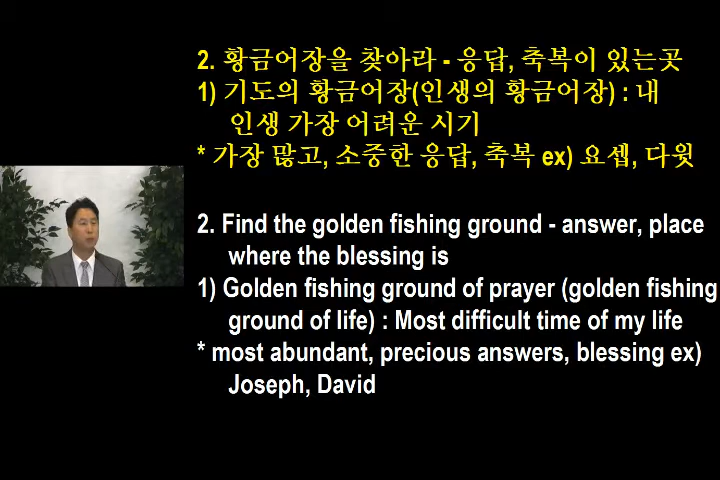 2. 황금어장을 찾아라 - 응답, 축복이 있는곳
1) 기도의 황금어장(인생의 황금어장) : 내
인생 가장 어려운 시기
* 가장 많고, 소중한 응답, 축복 ex) 요셉, 다윗
2. Find the golden fishing ground - answer, place
where the blessing is
1) Golden fishing ground of prayer (golden fishing
ground of life) : Most difficult time of my life
* most abundant, precious answers, blessing ex)
Joseph, David